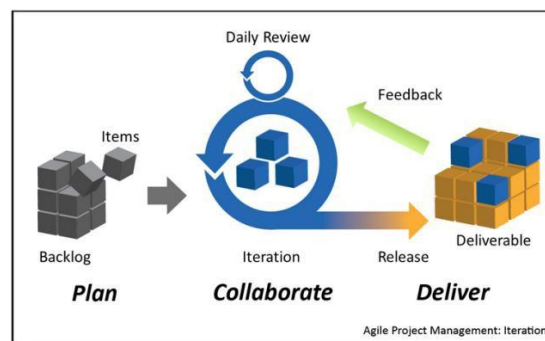 Daily Review
Feedback
Items
Backlog
Iteration
Release
Deliverable
Plan
Collaborate
Deliver
Agile Project Management: Iteration